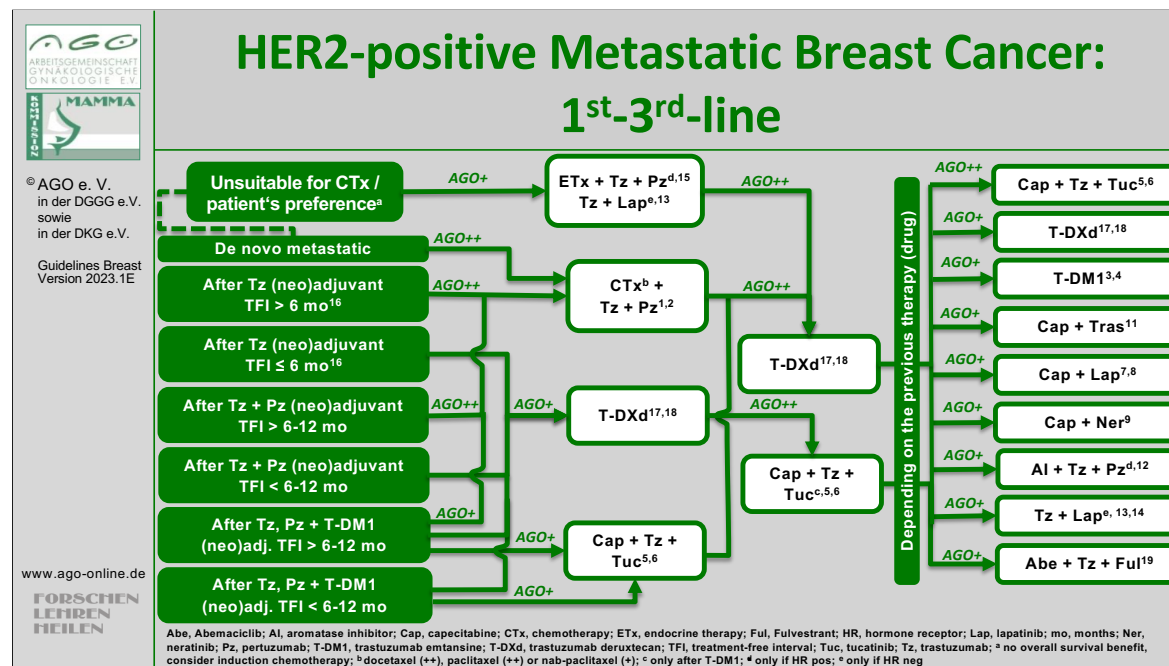 AGO
ARBEITSGEMEINSCHAFT
GYNÄKOLOGISCHE
ONKOLOGIE E.V.
KOMMISSION
MAMMA
© AGO e. V.
in der DGGG e.V.
sowie
in der DKG e.V.
Guidelines Breast
Version 2023.1E
www.ago-online.de
FORSCHEN
LEHREN
HEILEN
HER2-positive Metastatic Breast Cancer:
1st-3rd-line
Unsuitable for CTx /
patient‘s preferencea
De novo metastatic
After Tz (neo)adjuvant
TFI > 6 mo16
After Tz (neo)adjuvant
TFI ≤ 6 mo16
After Tz + Pz (neo)adjuvant
TFI > 6-12 mo
After Tz + Pz (neo)adjuvant
TFI < 6-12 mo
After Tz, Pz + T-DM1
(neo)adj. TFI > 6-12 mo
After Tz, Pz + T-DM1
(neo)adj. TFI < 6-12 mo
AGO+
AGO++
AGO++
AGO++
AGO+
AGO+
AGO+
AGO+
ETx + Tz + Pzd,15
Tz + Lape,13
CTxb +
Tz + Pz1,2
T-DXd17,18
Cap + Tz +
Tuc5,6
AGO++
AGO++
AGO++
T-DXd17,18
Cap + Tz +
Tucc,5,6
Depending on the previous therapy (drug)
AGO++
Cap + Tz + Tuc5,6
AGO+
T-DXd17,18
AGO+
T-DM13,4
AGO+
Cap + Tras11
AGO+
Cap + Lap7,8
AGO+
Cap + Ner9
AGO+
AI + Tz + Pzd,12
AGO+
Tz + Lape, 13,14
AGO+
Abe + Tz + Ful19
Abe, Abemaciclib; AI, aromatase inhibitor; Cap, capecitabine; CTx, chemotherapy; ETx, endocrine therapy; Ful, Fulvestrant; HR, hormone receptor; Lap, lapatinib; mo, months; Ner,
neratinib; Pz, pertuzumab; T-DM1, trastuzumab emtansine; T-DXd, trastuzumab deruxtecan; TFI, treatment-free interval; Tuc, tucatinib; Tz, trastuzumab; a no overall survival benefit,
consider induction chemotherapy; b docetaxel (++), paclitaxel (++) or nab-paclitaxel (+); c only after T-DM1; d only if HR pos; e only if HR neg